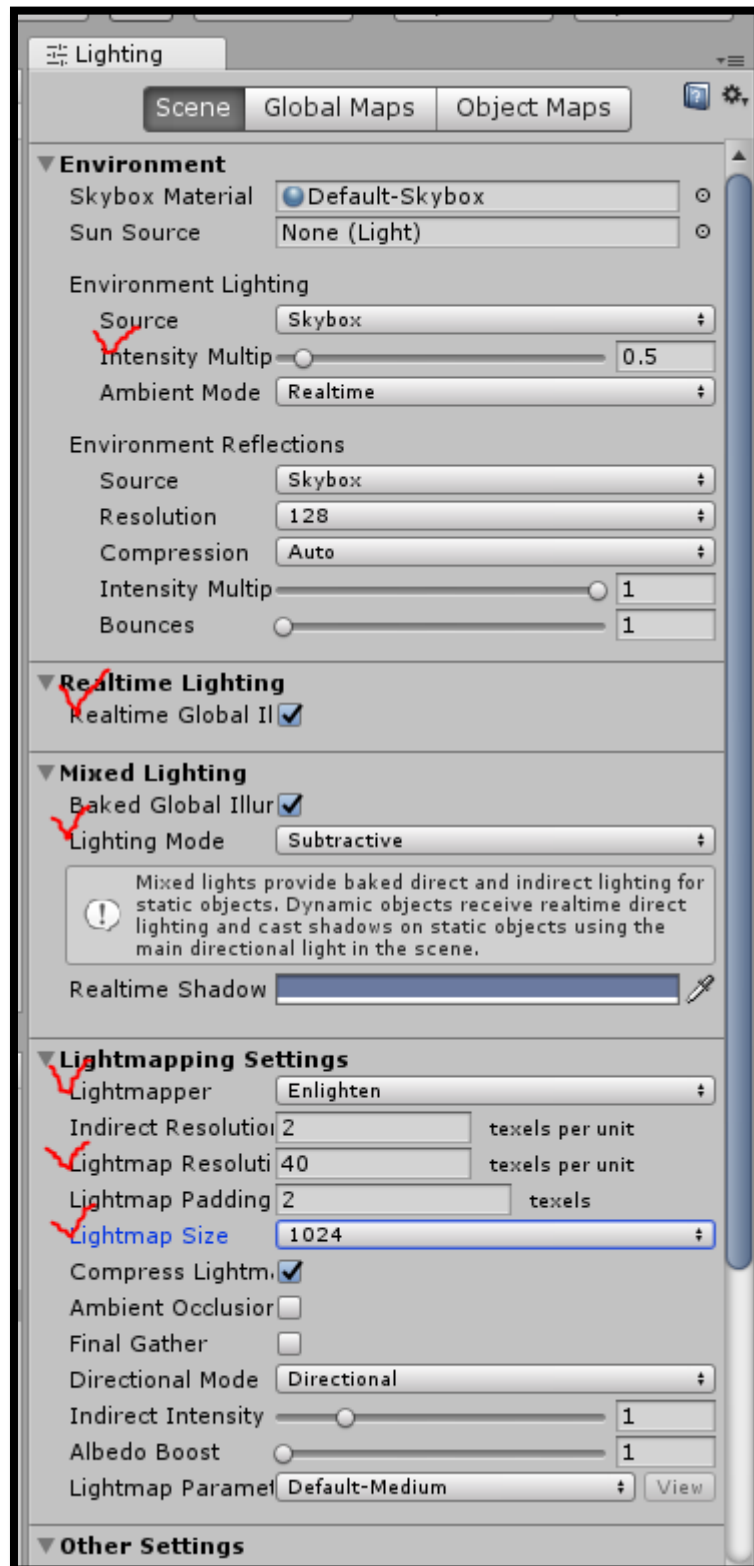 Lighting
Scene Global Maps Object Maps
Environment
Skybox Material Default-Skybox
Sun Source None (Light)
Environment Lighting
Source Skybox
Intensity Multip 0.5
Ambient Mode Realtime
Environment Reflections
Source Skybox
Resolution 128
Compression Auto
Intensity Multip 1
Bounces 1
Realtime Lighting
Realtime Global Il
Mixed Lighting
Baked Global Illur
Lighting Mode Subtractive
Mixed lights provide baked direct and indirect lighting for
static objects. Dynamic objects receive realtime direct
lighting and cast shadows on static objects using the
main directional light in the scene.
Realtime Shadow
Lightmapping Settings
Lightmapper Enlighten
Indirect Resolutio 2 texels per unit
Lightmap Resoluti 40 texels per unit
Lightmap Padding 2 texels
Lightmap Size 1024
Compress Lightm
Ambient Occlusior
Final Gather
Directional Mode Directional
Indirect Intensity 1
Albedo Boost 1
Lightmap Paramet Default-Medium View
Other Settings